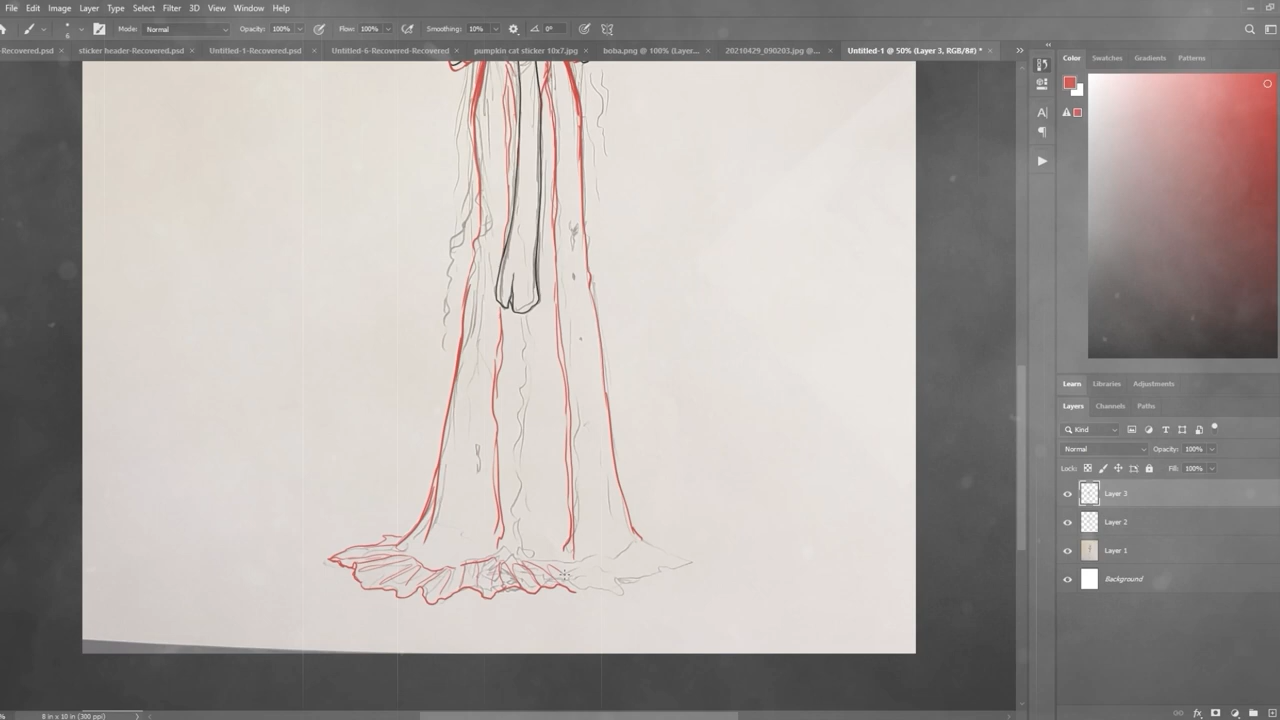 File Edit Image Layer Type Select Filter 3D View Window Help
6 Mode: Normal Opacity: 100% Flow: 100% Smoothing: 10% 0°
-Recovered.psd × sticker header-Recovered.psd × Untitled-1-Recovered.psd × Untitled-6-Recovered-Recovered × pumpkin cat sticker 10x7.jpg × boba.png @ 100% (Layer... × 20210429_090203.jpg @... × Untitled-1 @ 50% (Layer 3, RGB/8#) * ×
Color Swatches Gradients Patterns
Learn Libraries Adjustments
Layers Channels Paths
Kind
Normal Opacity: 100%
Lock: Fill: 100%
Layer 3
Layer 2
Layer 1
Background
% 8 in x 10 in (300 ppi)